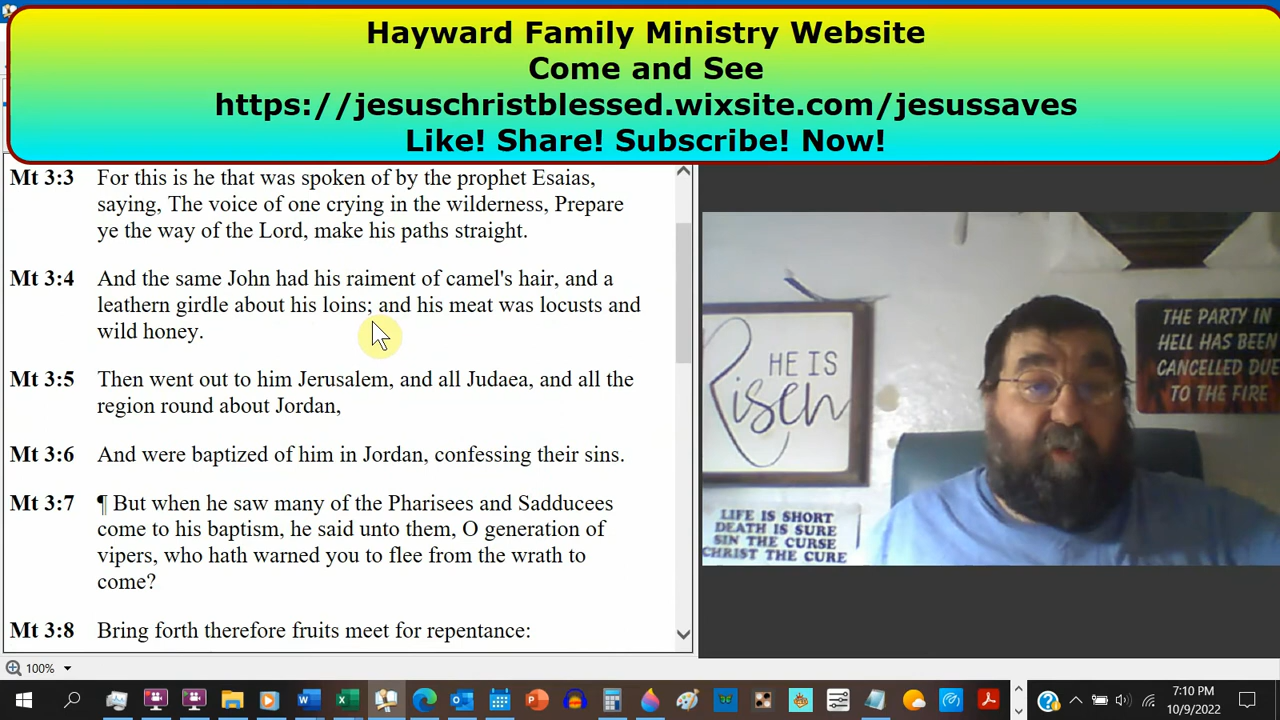 Hayward Family Ministry Website
Come and See
https://jesuschristblessed.wixsite.com/jesussaves
Like! Share! Subscribe! Now!
Mt 3:3 For this is he that was spoken of by the prophet Esaias,
saying, The voice of one crying in the wilderness, Prepare
ye the way of the Lord, make his paths straight.
Mt 3:4 And the same John had his raiment of camel's hair, and a
leathern girdle about his loins; and his meat was locusts and
wild honey.
Mt 3:5 Then went out to him Jerusalem, and all Judaea, and all the
region round about Jordan,
Mt 3:6 And were baptized of him in Jordan, confessing their sins.
Mt 3:7 ¶ But when he saw many of the Pharisees and Sadducees
come to his baptism, he said unto them, O generation of
vipers, who hath warned you to flee from the wrath to
come?
Mt 3:8 Bring forth therefore fruits meet for repentance:
HE IS
Risen
THE PARTY IN
HELL HAS BEEN
CANCELLED DUE
TO THE FIRE
LIFE IS SHORT
DEATH IS SURE
SIN THE CURSE
CHRIST THE CURE
100%
7:10 PM
10/9/2022